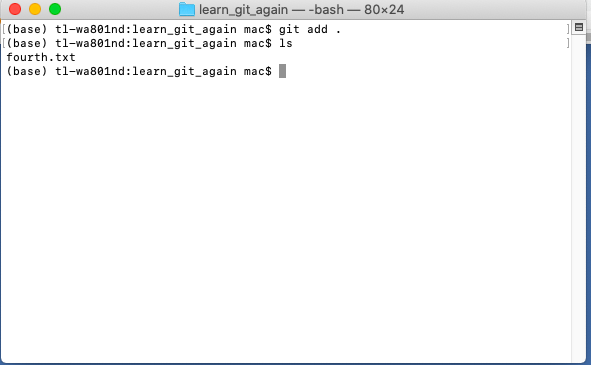 learn_git_again — -bash — 80×24
[(base) tl-wa801nd:learn_git_again mac$ git add . ]
[(base) tl-wa801nd:learn_git_again mac$ ls ]
fourth.txt
(base) tl-wa801nd:learn_git_again mac$